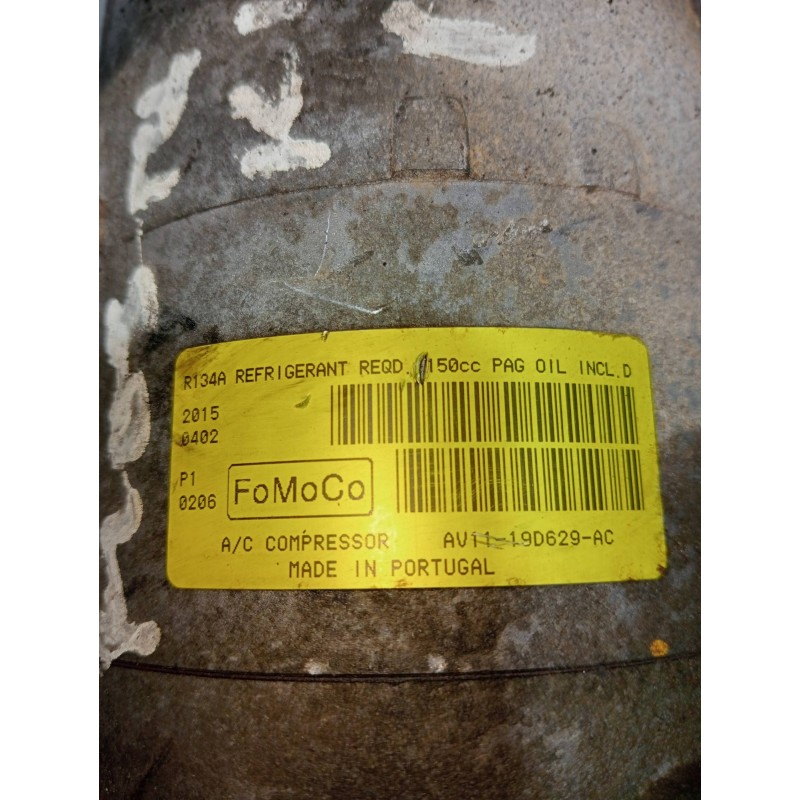 R134A REFRIGERANT REQD. 150cc PAG OIL INCL.D
2015
0402
P1
0206
FoMoCo
A/C COMPRESSOR AV11-19D629-AC
MADE IN PORTUGAL